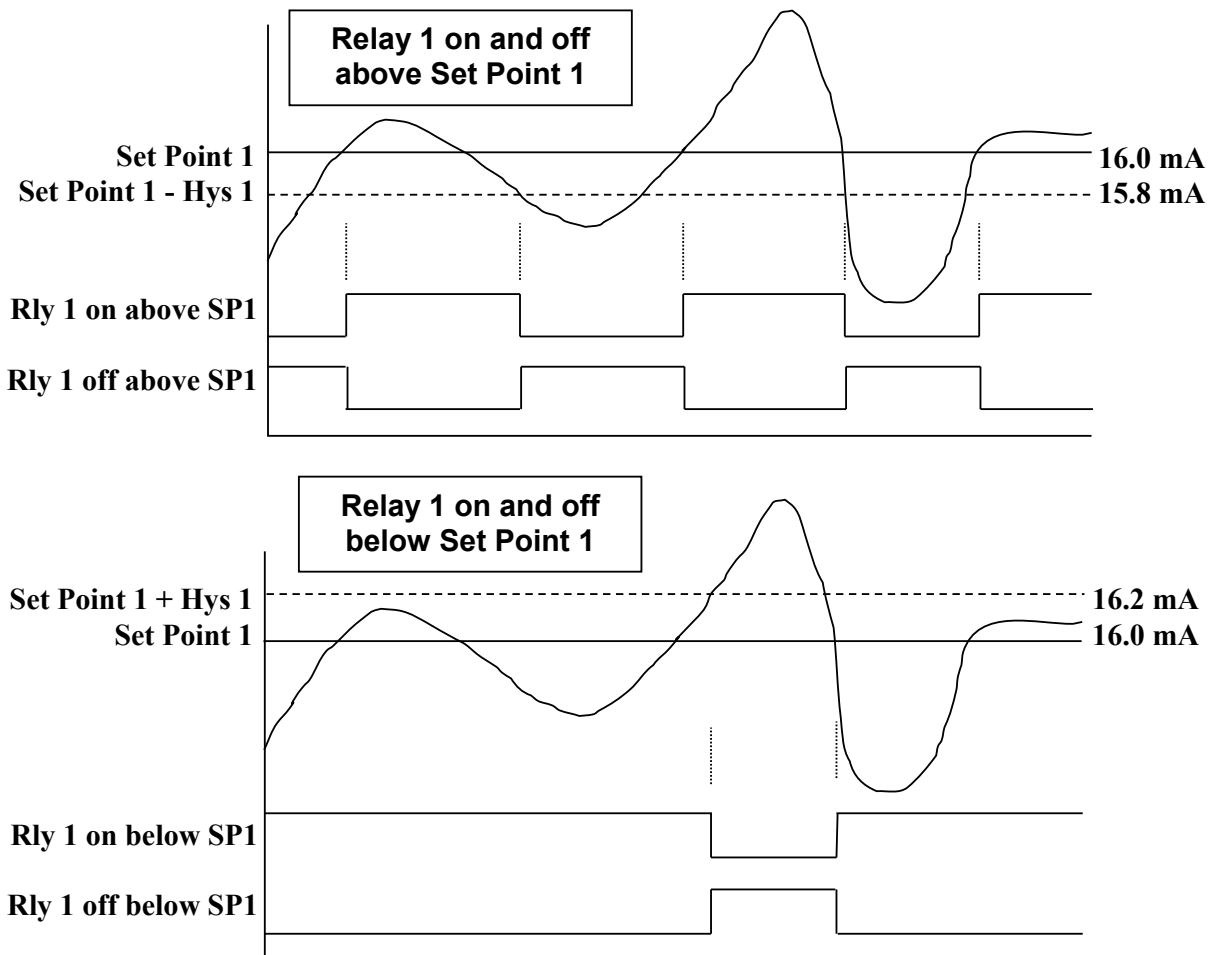 Relay 1 on and off
above Set Point 1
Set Point 1
16.0 mA
Set Point 1 - Hys 1
15.8 mA
Rly 1 on above SP1
Rly 1 off above SP1
Relay 1 on and off
below Set Point 1
Set Point 1 + Hys 1
16.2 mA
Set Point 1
16.0 mA
Rly 1 on below SP1
Rly 1 off below SP1